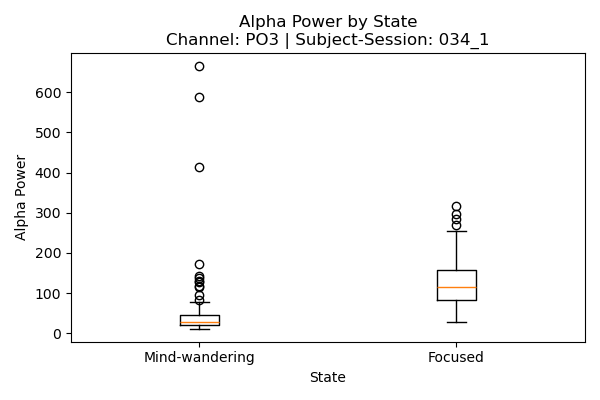 Alpha Power by State
Channel: PO3 | Subject-Session: 034_1
Alpha Power
600
500
400
300
200
100
0
Mind-wandering
Focused
State